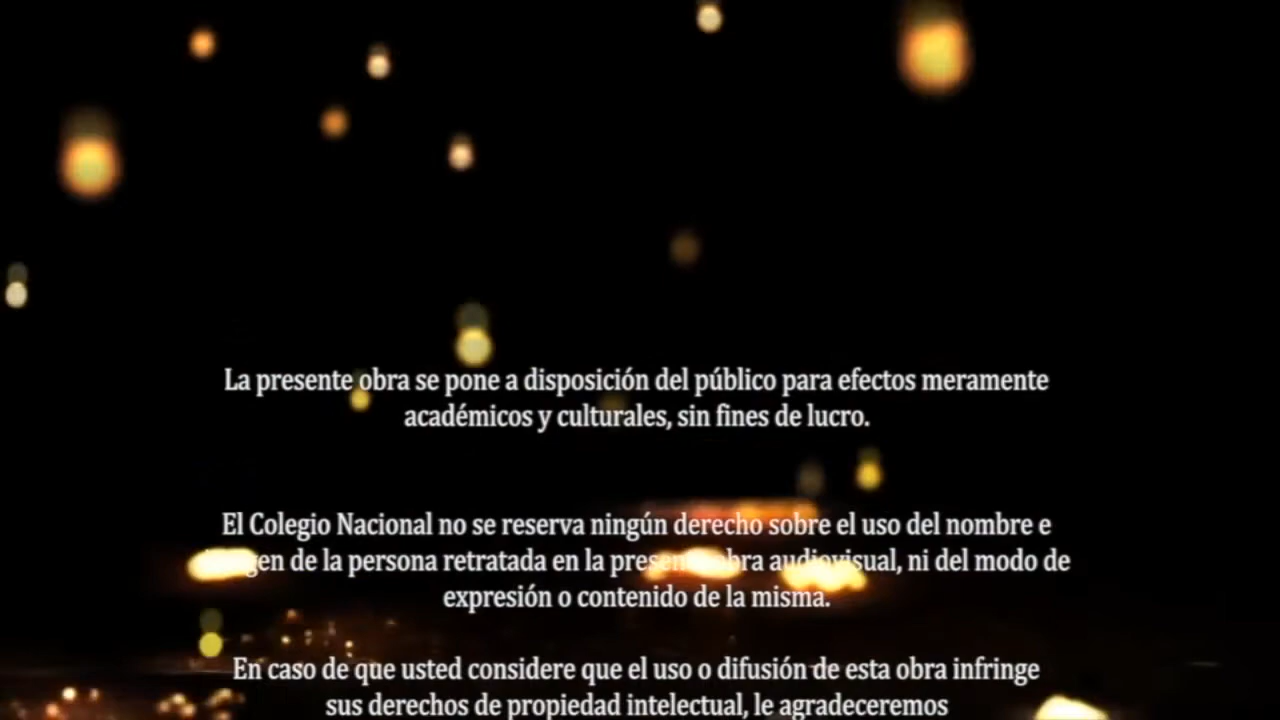 La presente obra se pone a disposición del público para efectos meramente
académicos y culturales, sin fines de lucro.
El Colegio Nacional no se reserva ningún derecho sobre el uso del nombre e
imagen de la persona retratada en la presente obra audiovisual, ni del modo de
expresión o contenido de la misma.
En caso de que usted considere que el uso o difusión de esta obra infringe
sus derechos de propiedad intelectual, le agradeceremos